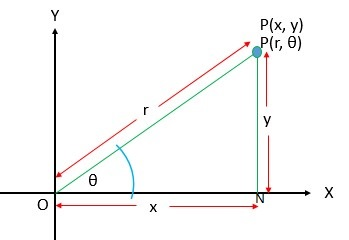 Y
P(x, y)
P(r, θ)
r
y
θ
O
x
N
X